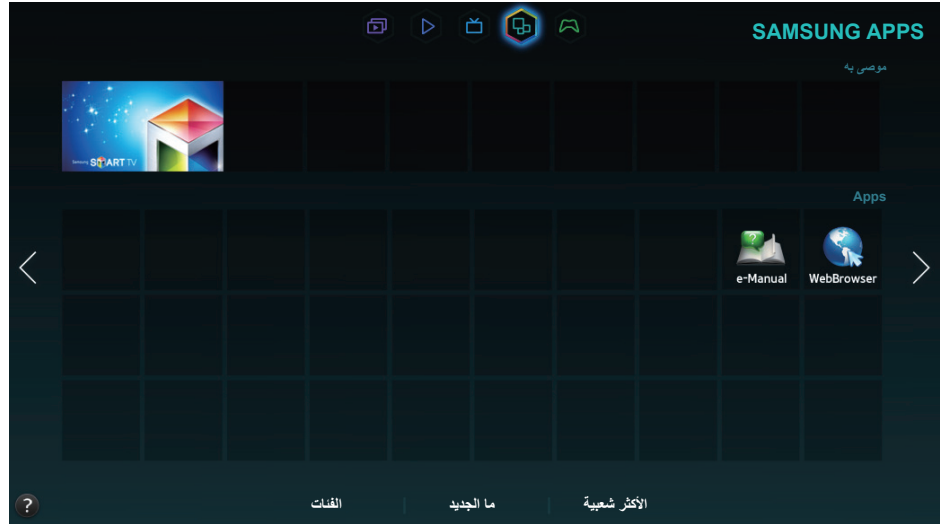 SAMSUNG APPS
موصى به
Samsung SMART TV
Apps
WebBrowser
e-Manual
الأكثر شعبية
ما الجديد
الفئات
?